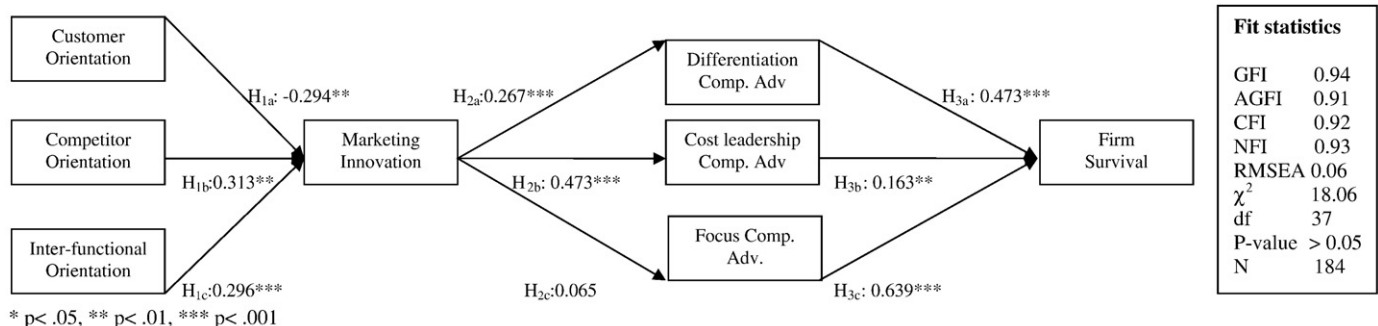 Customer
Orientation
Competitor
Orientation
Inter-functional
Orientation
H1a: -0.294**
H1b:0.313**
H1c:0.296***
Marketing
Innovation
H2a:0.267***
H2b: 0.473***
H2c:0.065
Differentiation
Comp. Adv
Cost leadership
Comp. Adv
Focus Comp.
Adv.
H3a: 0.473***
H3b: 0.163**
H3c: 0.639***
Firm
Survival
Fit statistics
GFI 0.94
AGFI 0.91
CFI 0.92
NFI 0.93
RMSEA 0.06
χ2 18.06
df 37
P-value > 0.05
N 184
* p< .05, ** p< .01, *** p< .001